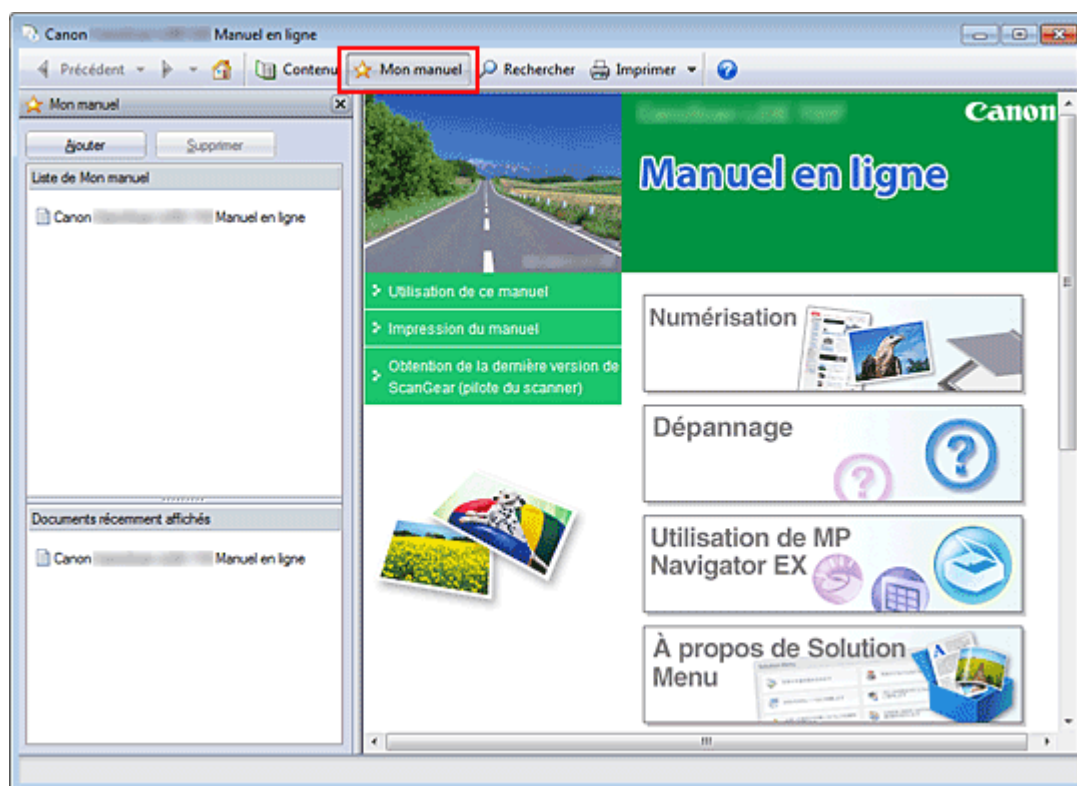 Canon Manuel en ligne
Précédent
Contenu
Mon manuel
Rechercher
Imprimer
Mon manuel
Ajouter
Supprimer
Liste de Mon manuel
Canon Manuel en ligne
Documents récemment affichés
Canon Manuel en ligne
Canon
Manuel en ligne
Utilisation de ce manuel
Impression du manuel
Obtention de la dernière version de
ScanGear (pilote du scanner)
Numérisation
Dépannage
Utilisation de MP
Navigator EX
À propos de Solution
Menu